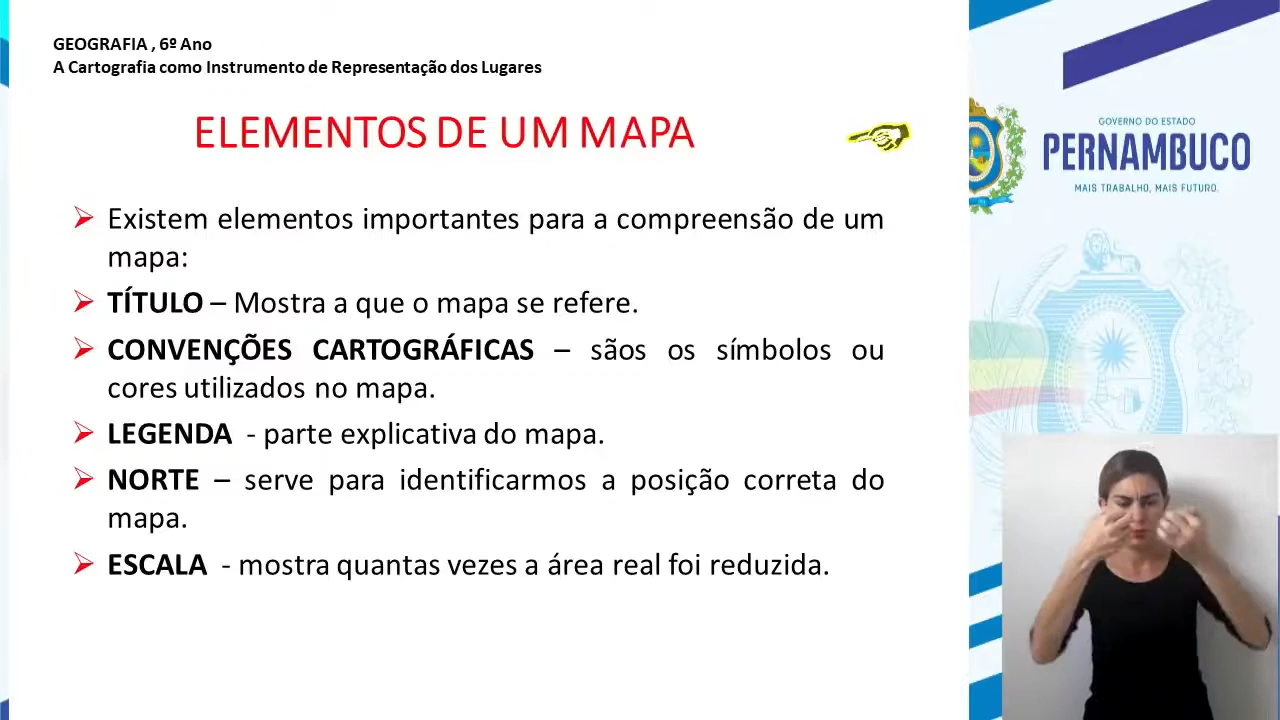 GEOGRAFIA , 6º Ano
A Cartografia como Instrumento de Representação dos Lugares
ELEMENTOS DE UM MAPA
Existem elementos importantes para a compreensão de um
mapa:
TÍTULO – Mostra a que o mapa se refere.
CONVENÇÕES CARTOGRÁFICAS – sãos os símbolos ou
cores utilizados no mapa.
LEGENDA - parte explicativa do mapa.
NORTE – serve para identificarmos a posição correta do
mapa.
ESCALA - mostra quantas vezes a área real foi reduzida.
GOVERNO DO ESTADO
PERNAMBUCO
MAIS TRABALHO, MAIS FUTURO.